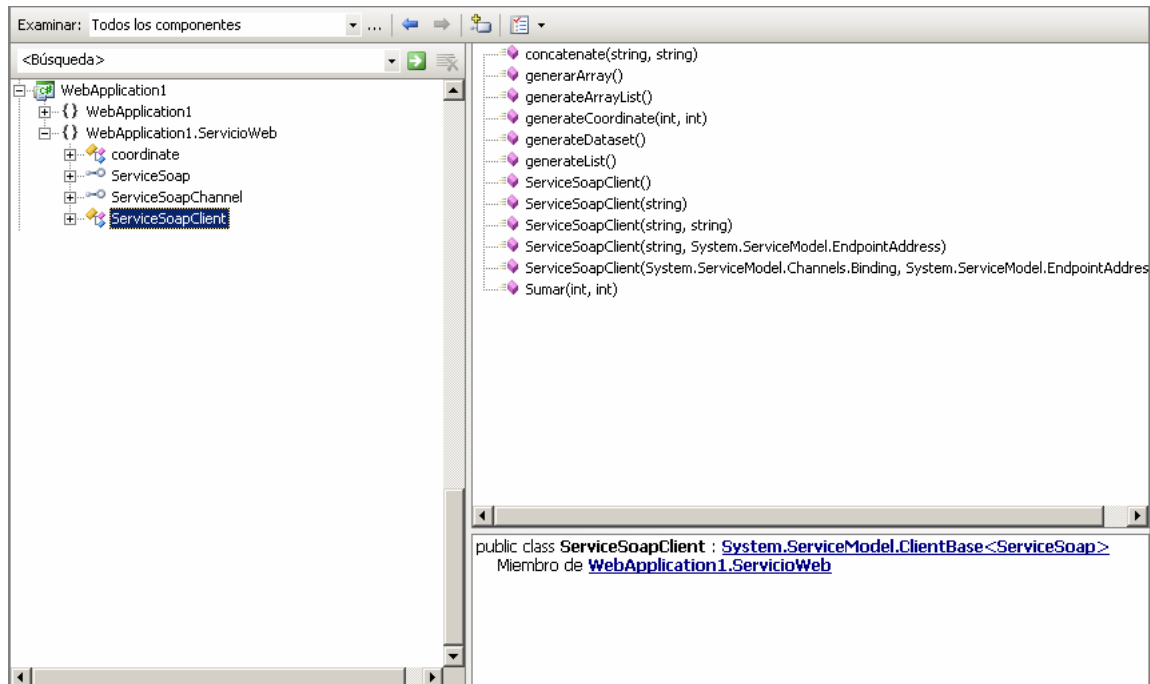 Examinar: Todos los componentes ...
<Búsqueda>
WebApplication1
{} WebApplication1
{} WebApplication1.ServicioWeb
coordinate
ServiceSoap
ServiceSoapChannel
ServiceSoapClient
concatenate(string, string)
generarArray()
generateArrayList()
generateCoordinate(int, int)
generateDataset()
generateList()
ServiceSoapClient()
ServiceSoapClient(string)
ServiceSoapClient(string, string)
ServiceSoapClient(string, System.ServiceModel.EndpointAddress)
ServiceSoapClient(System.ServiceModel.Channels.Binding, System.ServiceModel.EndpointAddres
Sumar(int, int)
public class ServiceSoapClient : System.ServiceModel.ClientBase<ServiceSoap>
Miembro de WebApplication1.ServicioWeb